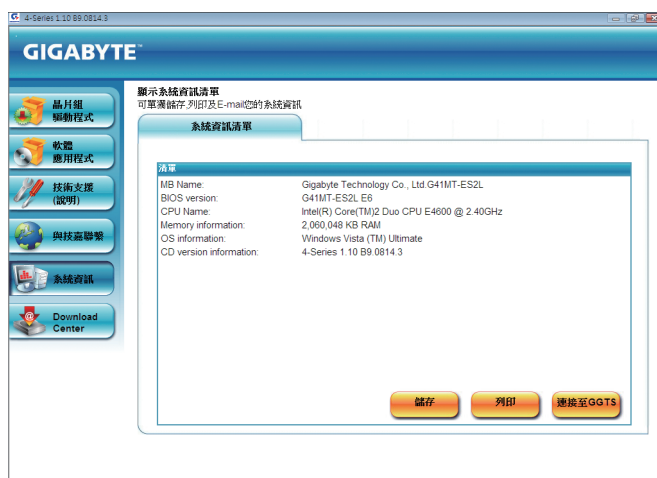 4-Series 1.10 B9.0814.3
GIGABYTE™
晶片組
驅動程式
軟體
應用程式
技術支援
(說明)
與技嘉聯繫
系統資訊
Download
Center
顯示系統資訊清單
可單獨儲存,列印及E-mail您的系統資訊
系統資訊清單
清單
MB Name: Gigabyte Technology Co., Ltd.G41MT-ES2L
BIOS version: G41MT-ES2L E6
CPU Name: Intel(R) Core(TM)2 Duo CPU E4600 @ 2.40GHz
Memory information: 2,060,048 KB RAM
OS information: Windows Vista (TM) Ultimate
CD version information: 4-Series 1.10 B9.0814.3
儲存 列印 連接至GGTS